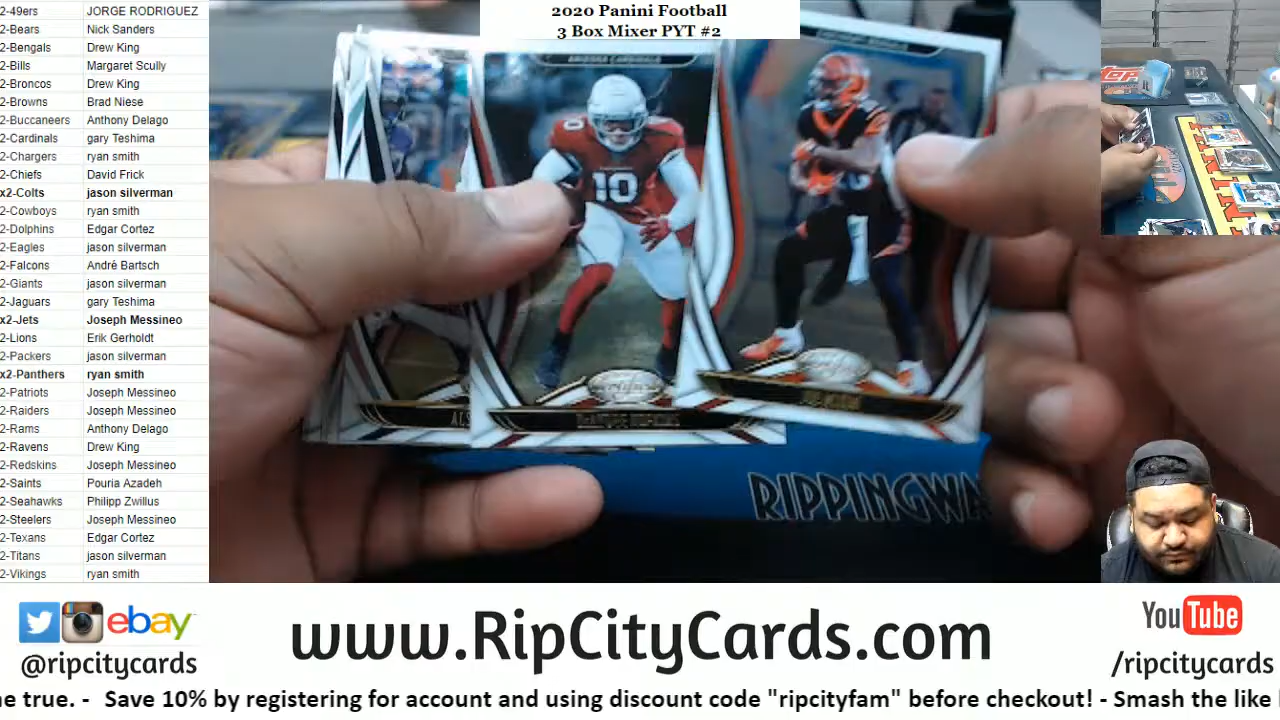 2020 Panini Football
3 Box Mixer PYT #2
2-49ers JORGE RODRIGUEZ
2-Bears Nick Sanders
2-Bengals Drew King
2-Bills Margaret Scully
2-Broncos Drew King
2-Browns Brad Niese
2-Buccaneers Anthony Delago
2-Cardinals gary Teshima
2-Chargers ryan smith
2-Chiefs David Frick
x2-Colts jason silverman
2-Cowboys ryan smith
2-Dolphins Edgar Cortez
2-Eagles jason silverman
2-Falcons André Bartsch
2-Giants jason silverman
2-Jaguars gary Teshima
x2-Jets Joseph Messineo
2-Lions Erik Gerholdt
2-Packers jason silverman
x2-Panthers ryan smith
2-Patriots Joseph Messineo
2-Raiders Joseph Messineo
2-Rams Anthony Delago
2-Ravens Drew King
2-Redskins Joseph Messineo
2-Saints Pouria Azadeh
2-Seahawks Philipp Zwillus
2-Steelers Joseph Messineo
2-Texans Edgar Cortez
2-Titans jason silverman
2-Vikings ryan smith
ARIZONA CARDINALS
10
DeANDRE HOPKINS
RIPPINGWA
ebay
@ripcitycards
www.RipCityCards.com
YouTube
/ripcitycards
ne true. - Save 10% by registering for account and using discount code "ripcityfam" before checkout! - Smash the like